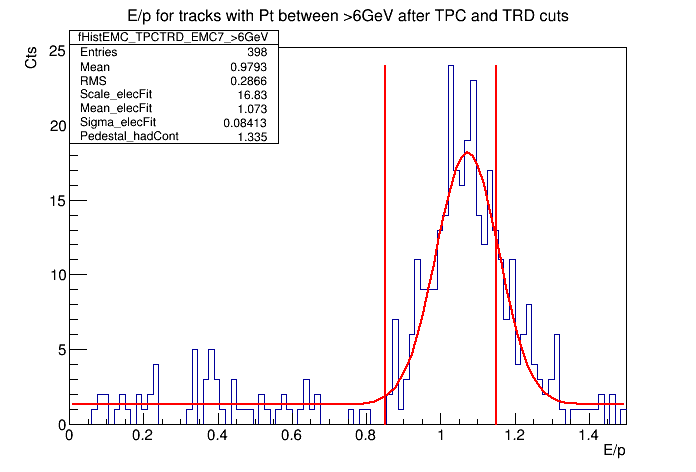 E/p for tracks with Pt between >6GeV after TPC and TRD cuts
fHistEMC_TPCTRD_EMC7_>6GeV
Entries 398
Mean 0.9793
RMS 0.2866
Scale_elecFit 16.83
Mean_elecFit 1.073
Sigma_elecFit 0.08413
Pedestal_hadCont 1.335
Cts
25
20
15
10
5
0
0 0.2 0.4 0.6 0.8 1 1.2 1.4
E/p